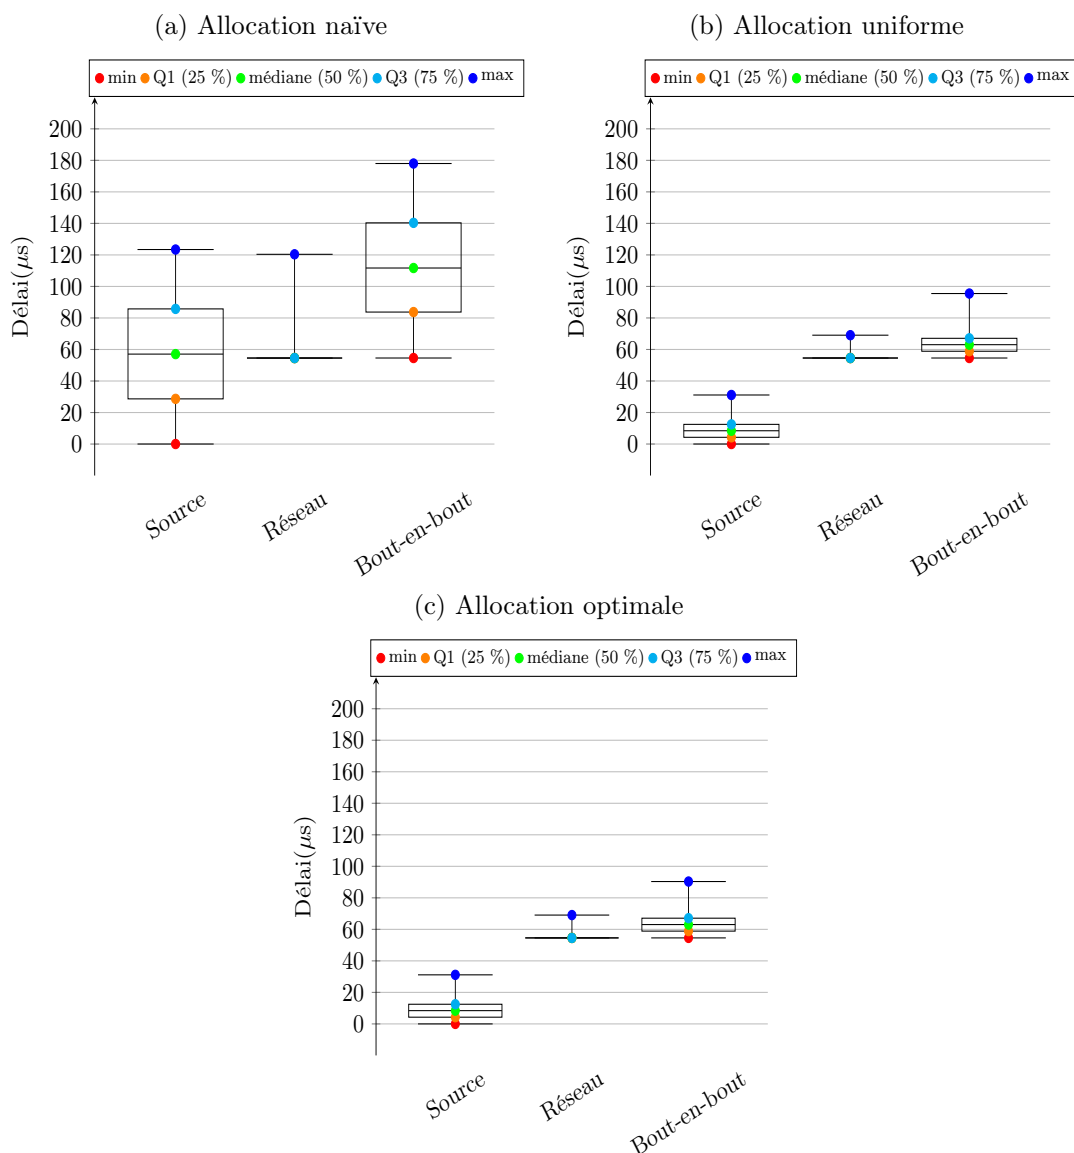 (a) Allocation naïve
min Q1 (25 %) médiane (50 %) Q3 (75 %) max
200
180
160
140
120
100
80
60
40
20
0
Délai(μs)
Source
Réseau
Bout-en-bout
(b) Allocation uniforme
min Q1 (25 %) médiane (50 %) Q3 (75 %) max
200
180
160
140
120
100
80
60
40
20
0
Délai(μs)
Source
Réseau
Bout-en-bout
(c) Allocation optimale
min Q1 (25 %) médiane (50 %) Q3 (75 %) max
200
180
160
140
120
100
80
60
40
20
0
Délai(μs)
Source
Réseau
Bout-en-bout